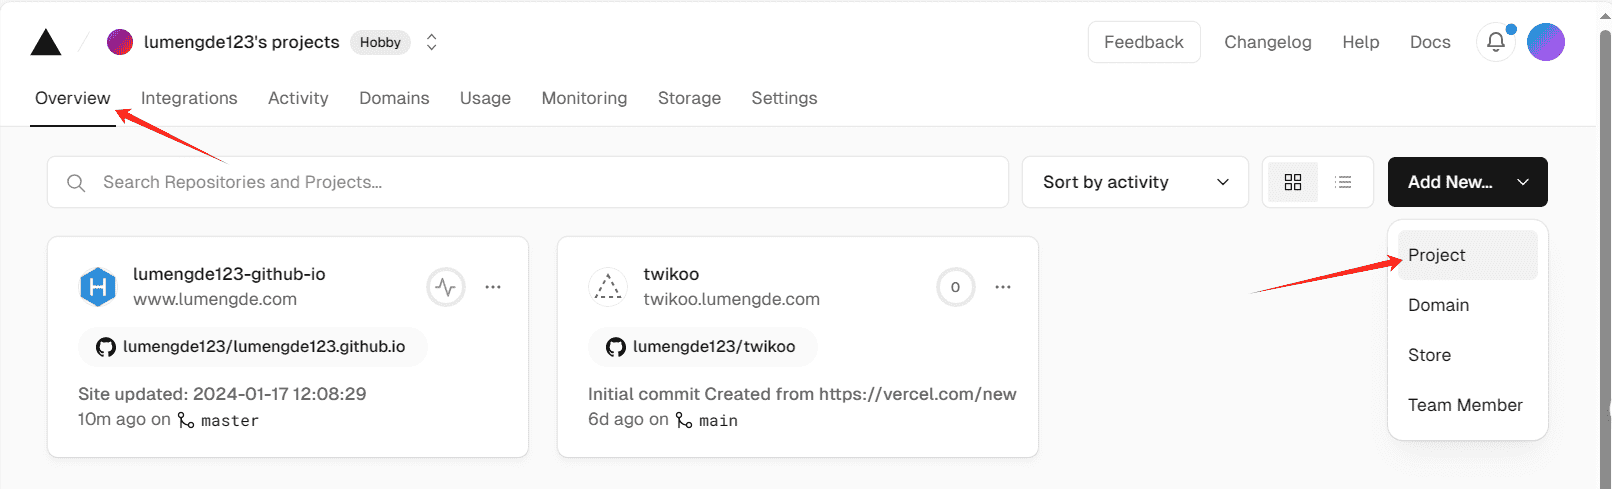 lumengde123's projects Hobby
Feedback Changelog Help Docs
Overview Integrations Activity Domains Usage Monitoring Storage Settings
Search Repositories and Projects...
Sort by activity
Add New...
Project
Domain
Store
Team Member
lumengde123-github-io
www.lumengde.com
lumengde123/lumengde123.github.io
Site updated: 2024-01-17 12:08:29
10m ago on master
twikoo
twikoo.lumengde.com
0
lumengde123/twikoo
Initial commit Created from https://vercel.com/new
6d ago on main